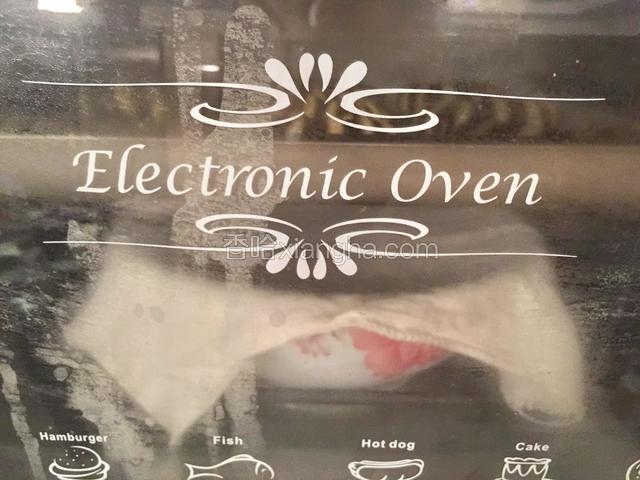 Electronic Oven
香哈xiangha.com
Hamburger Fish Hot dog Cake